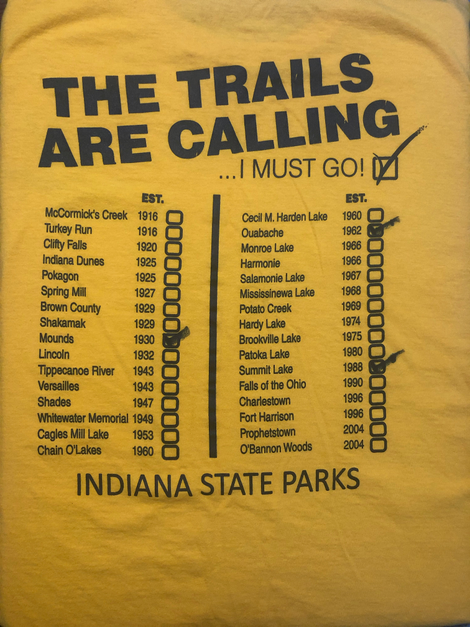 THE TRAILS
ARE CALLING
...I MUST GO!
EST.
McCormick's Creek 1916
Turkey Run 1916
Clifty Falls 1920
Indiana Dunes 1925
Pokagon 1925
Spring Mill 1927
Brown County 1929
Shakamak 1929
Mounds 1930
Lincoln 1932
Tippecanoe River 1943
Versailles 1943
Shades 1947
Whitewater Memorial 1949
Cagles Mill Lake 1953
Chain O'Lakes 1960
EST.
Cecil M. Harden Lake 1960
Ouabache 1962
Monroe Lake 1966
Harmonie 1966
Salamonie Lake 1967
Mississinewa Lake 1968
Potato Creek 1969
Hardy Lake 1974
Brookville Lake 1975
Patoka Lake 1980
Summit Lake 1988
Falls of the Ohio 1990
Charlestown 1996
Fort Harrison 1996
Prophetstown 2004
O'Bannon Woods 2004
INDIANA STATE PARKS